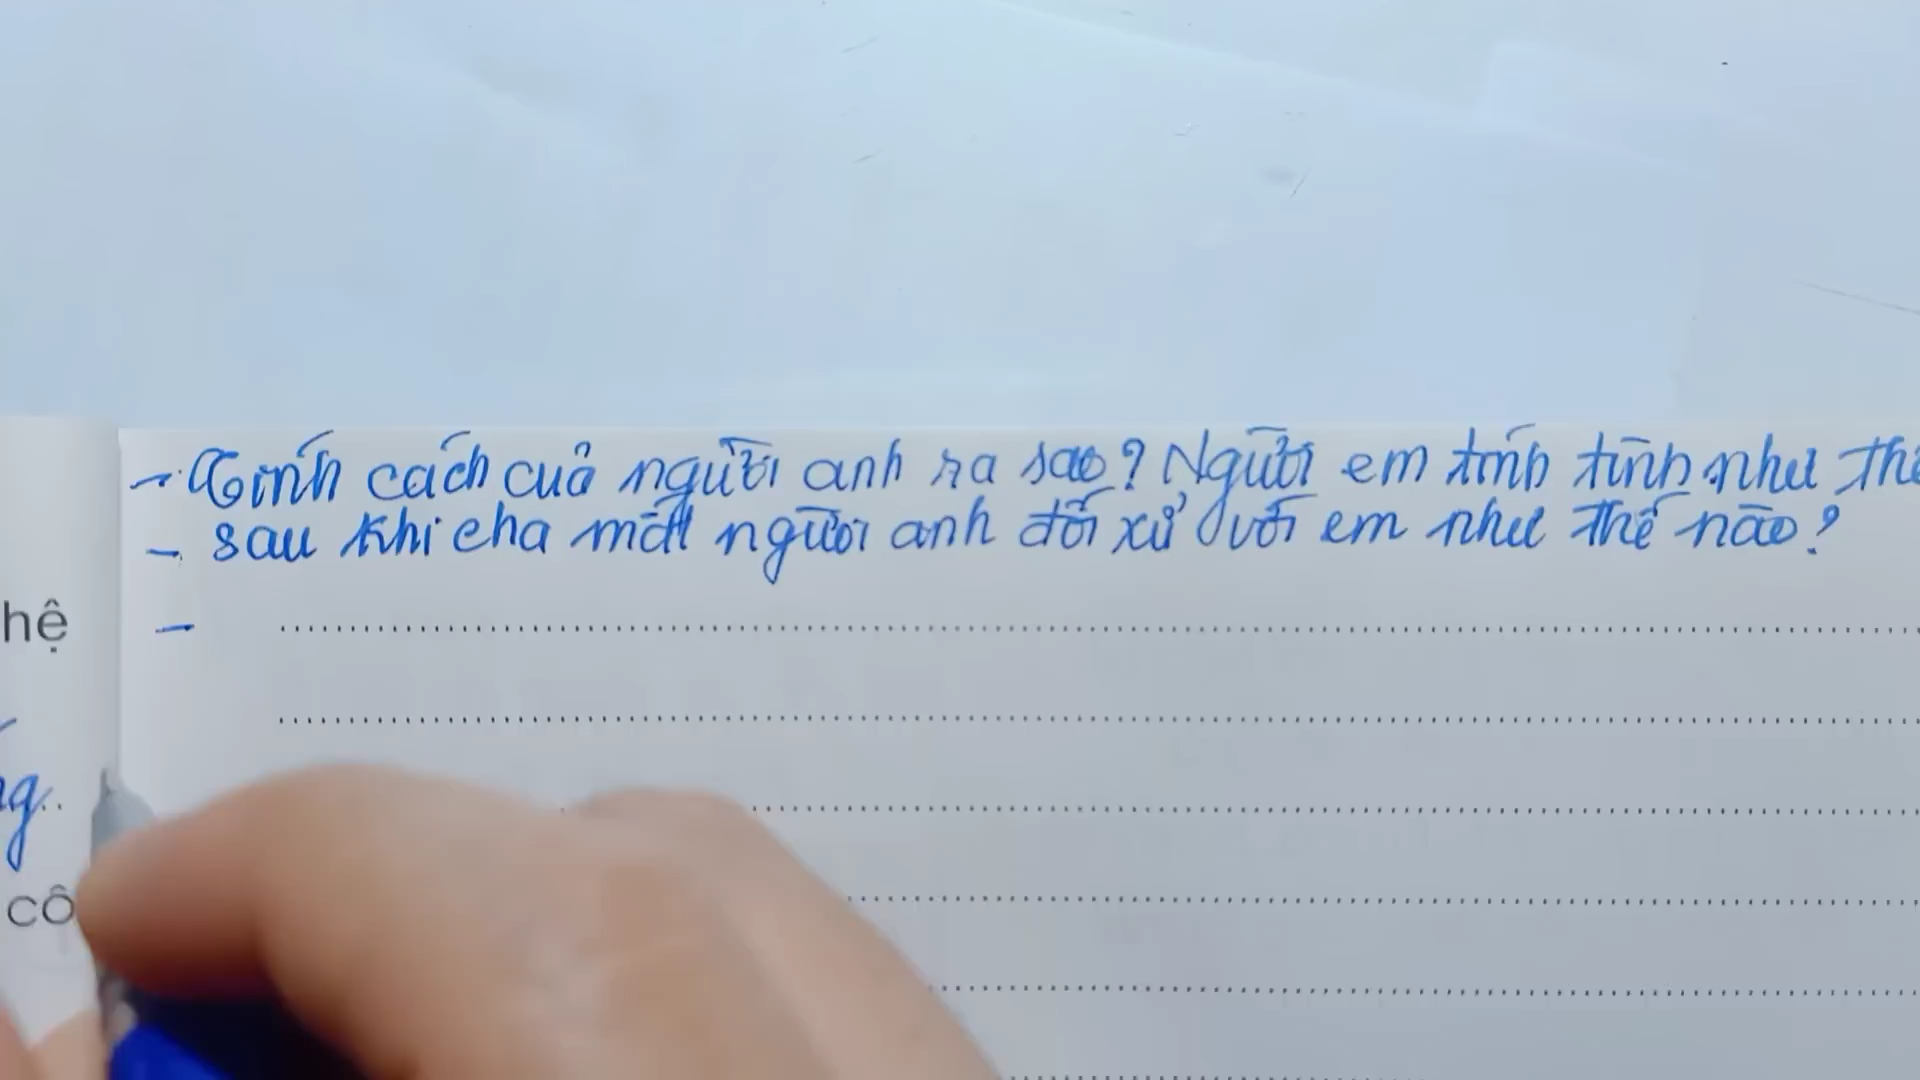 - Tính cách của người anh ra sao? Người em tính tình như thế
- sau khi cha mất người anh đối xử với em như thế nào?
hệ -
g..
cô